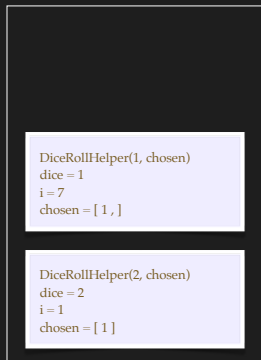 DiceRollHelper(1, chosen)
dice = 1
i = 7
chosen = [ 1 , ]
DiceRollHelper(2, chosen)
dice = 2
i = 1
chosen = [ 1 ]